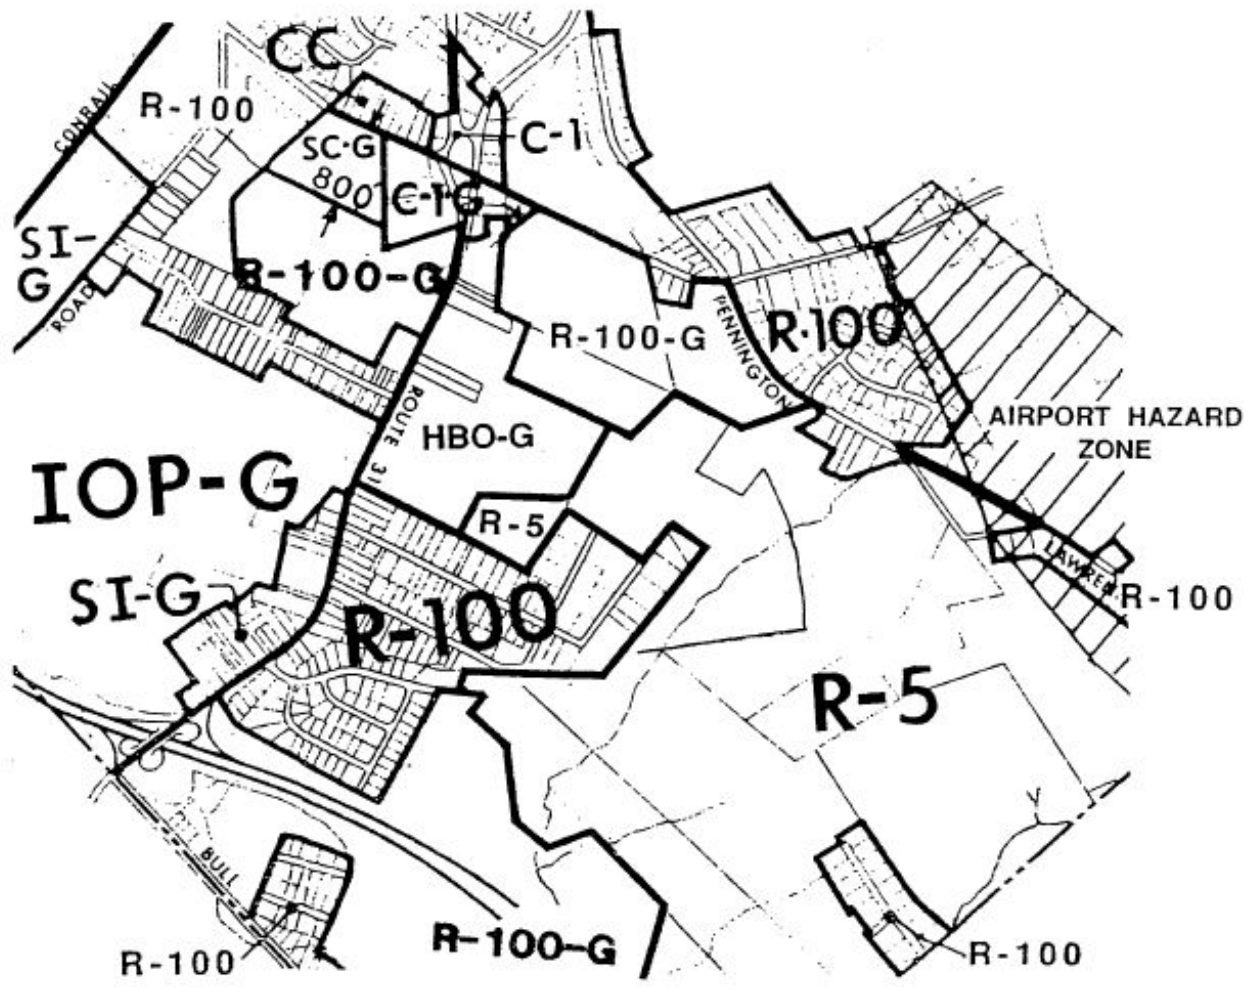 CC
R-100
CONRAIL
C-1
SC-G
800'
C-1-G
SI-
G
R-100-G
ROAD
R-100-G
PENNINGTON
R-100
ROUTE 31
HBO-G
AIRPORT HAZARD
ZONE
IOP-G
R-5
LAWREN
R-100
SI-G
R-100
R-5
BULL
R-100-G
R-100
R-100